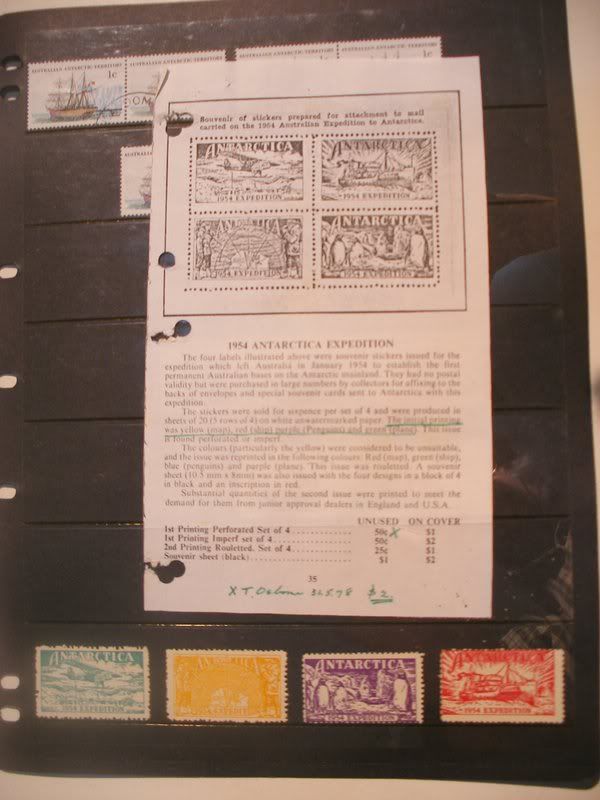 AUSTRALIAN ANTARCTIC TERRITORY
1c
AUSTRALIAN ANTARCTIC TERRITORY
1c
AUSTRALIAN ANTARCTIC TERRITORY
Souvenir of stickers prepared for attachment to mail
carried on the 1954 Australian Expedition to Antarctica.
ANTARCTICA
1954 EXPEDITION
ANTARCTICA
1954 EXPEDITION
ANTARCTICA
1954 EXPEDITION
ANTARCTICA
1954 EXPEDITION
1954 ANTARCTICA EXPEDITION
The four labels illustrated above were souvenir stickers issued for the
expedition which left Australia in January 1954 to establish the first
permanent Australian bases on the Antarctic mainland. They had no postal
validity but were purchased in large numbers by collectors for affixing to the
backs of envelopes and special souvenir cards sent to Antarctica with this
expedition.
The stickers were sold for sixpence per set of 4 and were produced in
sheets of 20 (5 rows of 4) on white unwatermarked paper. The initial printing
was yellow (map), red (ship) purple (Penguins) and green (plane). This issue
is found perforated or imperf.
The colours (particularly the yellow) were considered to be unsuitable,
and the issue was reprinted in the following colours: Red (map), green (ship),
blue (penguins) and purple (plane). This issue was rouletted. A souvenir
sheet (10.5 mm x 8mm) was also issued with the four designs in a block of 4
in black and an inscription in red.
Substantial quantities of the second issue were printed to meet the
demand for them from junior approval dealers in England and U.S.A.
UNUSED ON COVER
1st Printing Perforated Set of 4 50c X $1
1st Printing Imperf set of 4 50c $2
2nd Printing Rouletted. Set of 4 25c $1
Souvenir sheet (black) $1 $2
35
X T. $2
ANTARCTICA
1954 EXPEDITION
ANTARCTICA
1954 EXPEDITION
ANTARCTICA
1954 EXPEDITION
ANTARCTICA
1954 EXPEDITION